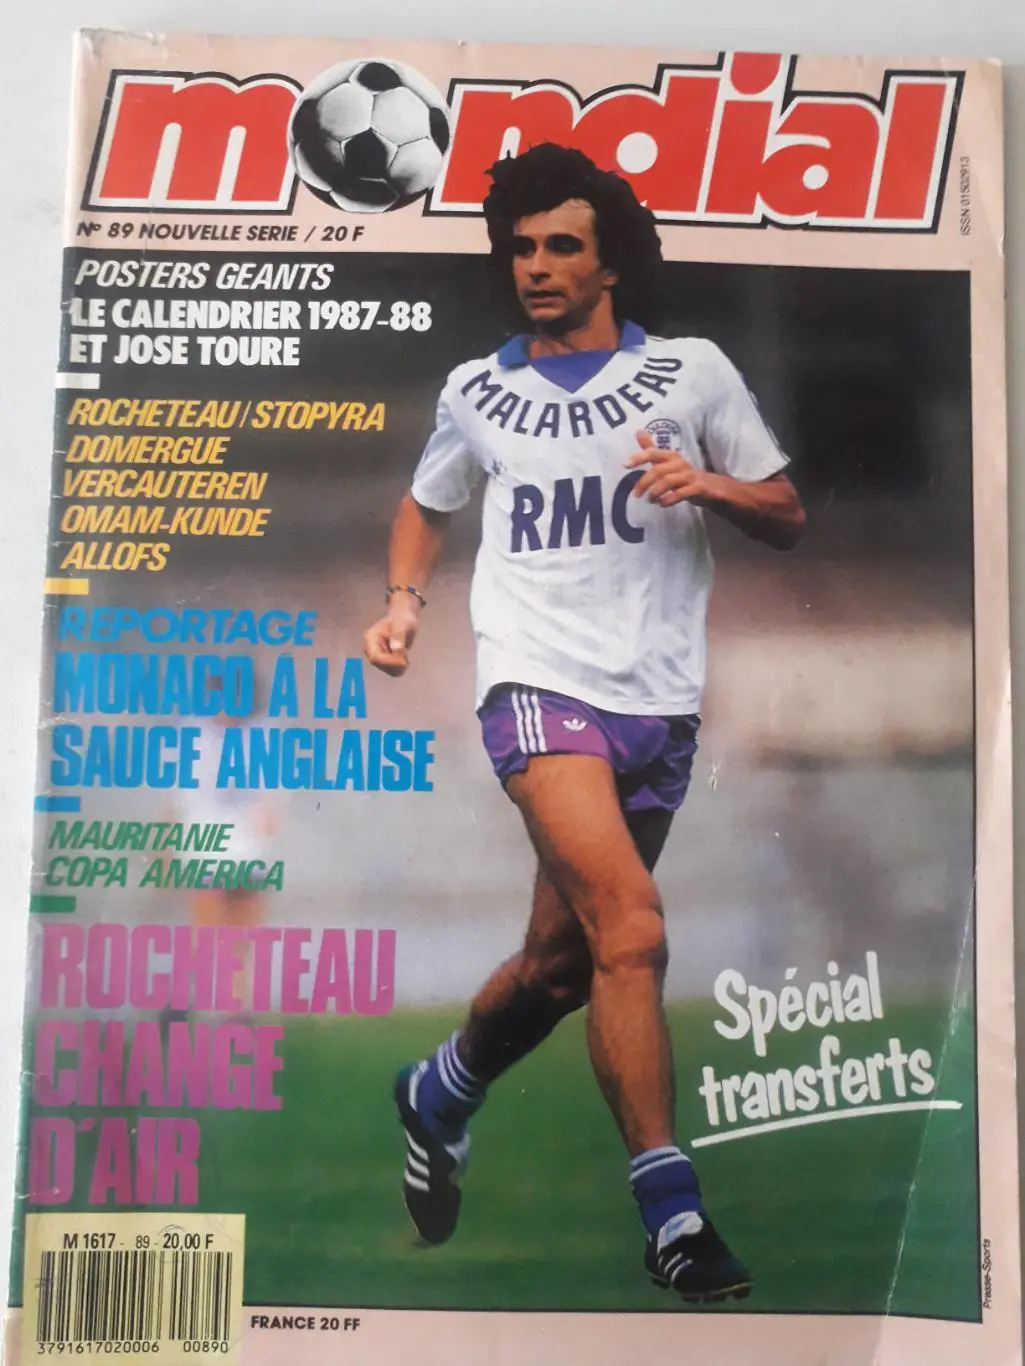 mondial
ISSN 01502913
N° 89 NOUVELLE SERIE / 20 F
POSTERS GEANTS
LE CALENDRIER 1987-88
ET JOSE TOURE
ROCHETEAU/STOPYRA
DOMERGUE
VERCAUTEREN
OMAM-KUNDE
ALLOFS
REPORTAGE
MONACO À LA
SAUCE ANGLAISE
MAURITANIE
COPA AMERICA
ROCHETEAU
CHANGE
D'AIR
MALARDEAU
RMC
Spécial
transferts
M 1617 - 89 - 20,00 F
3791617020006 00890
FRANCE 20 FF
Presse-Sports